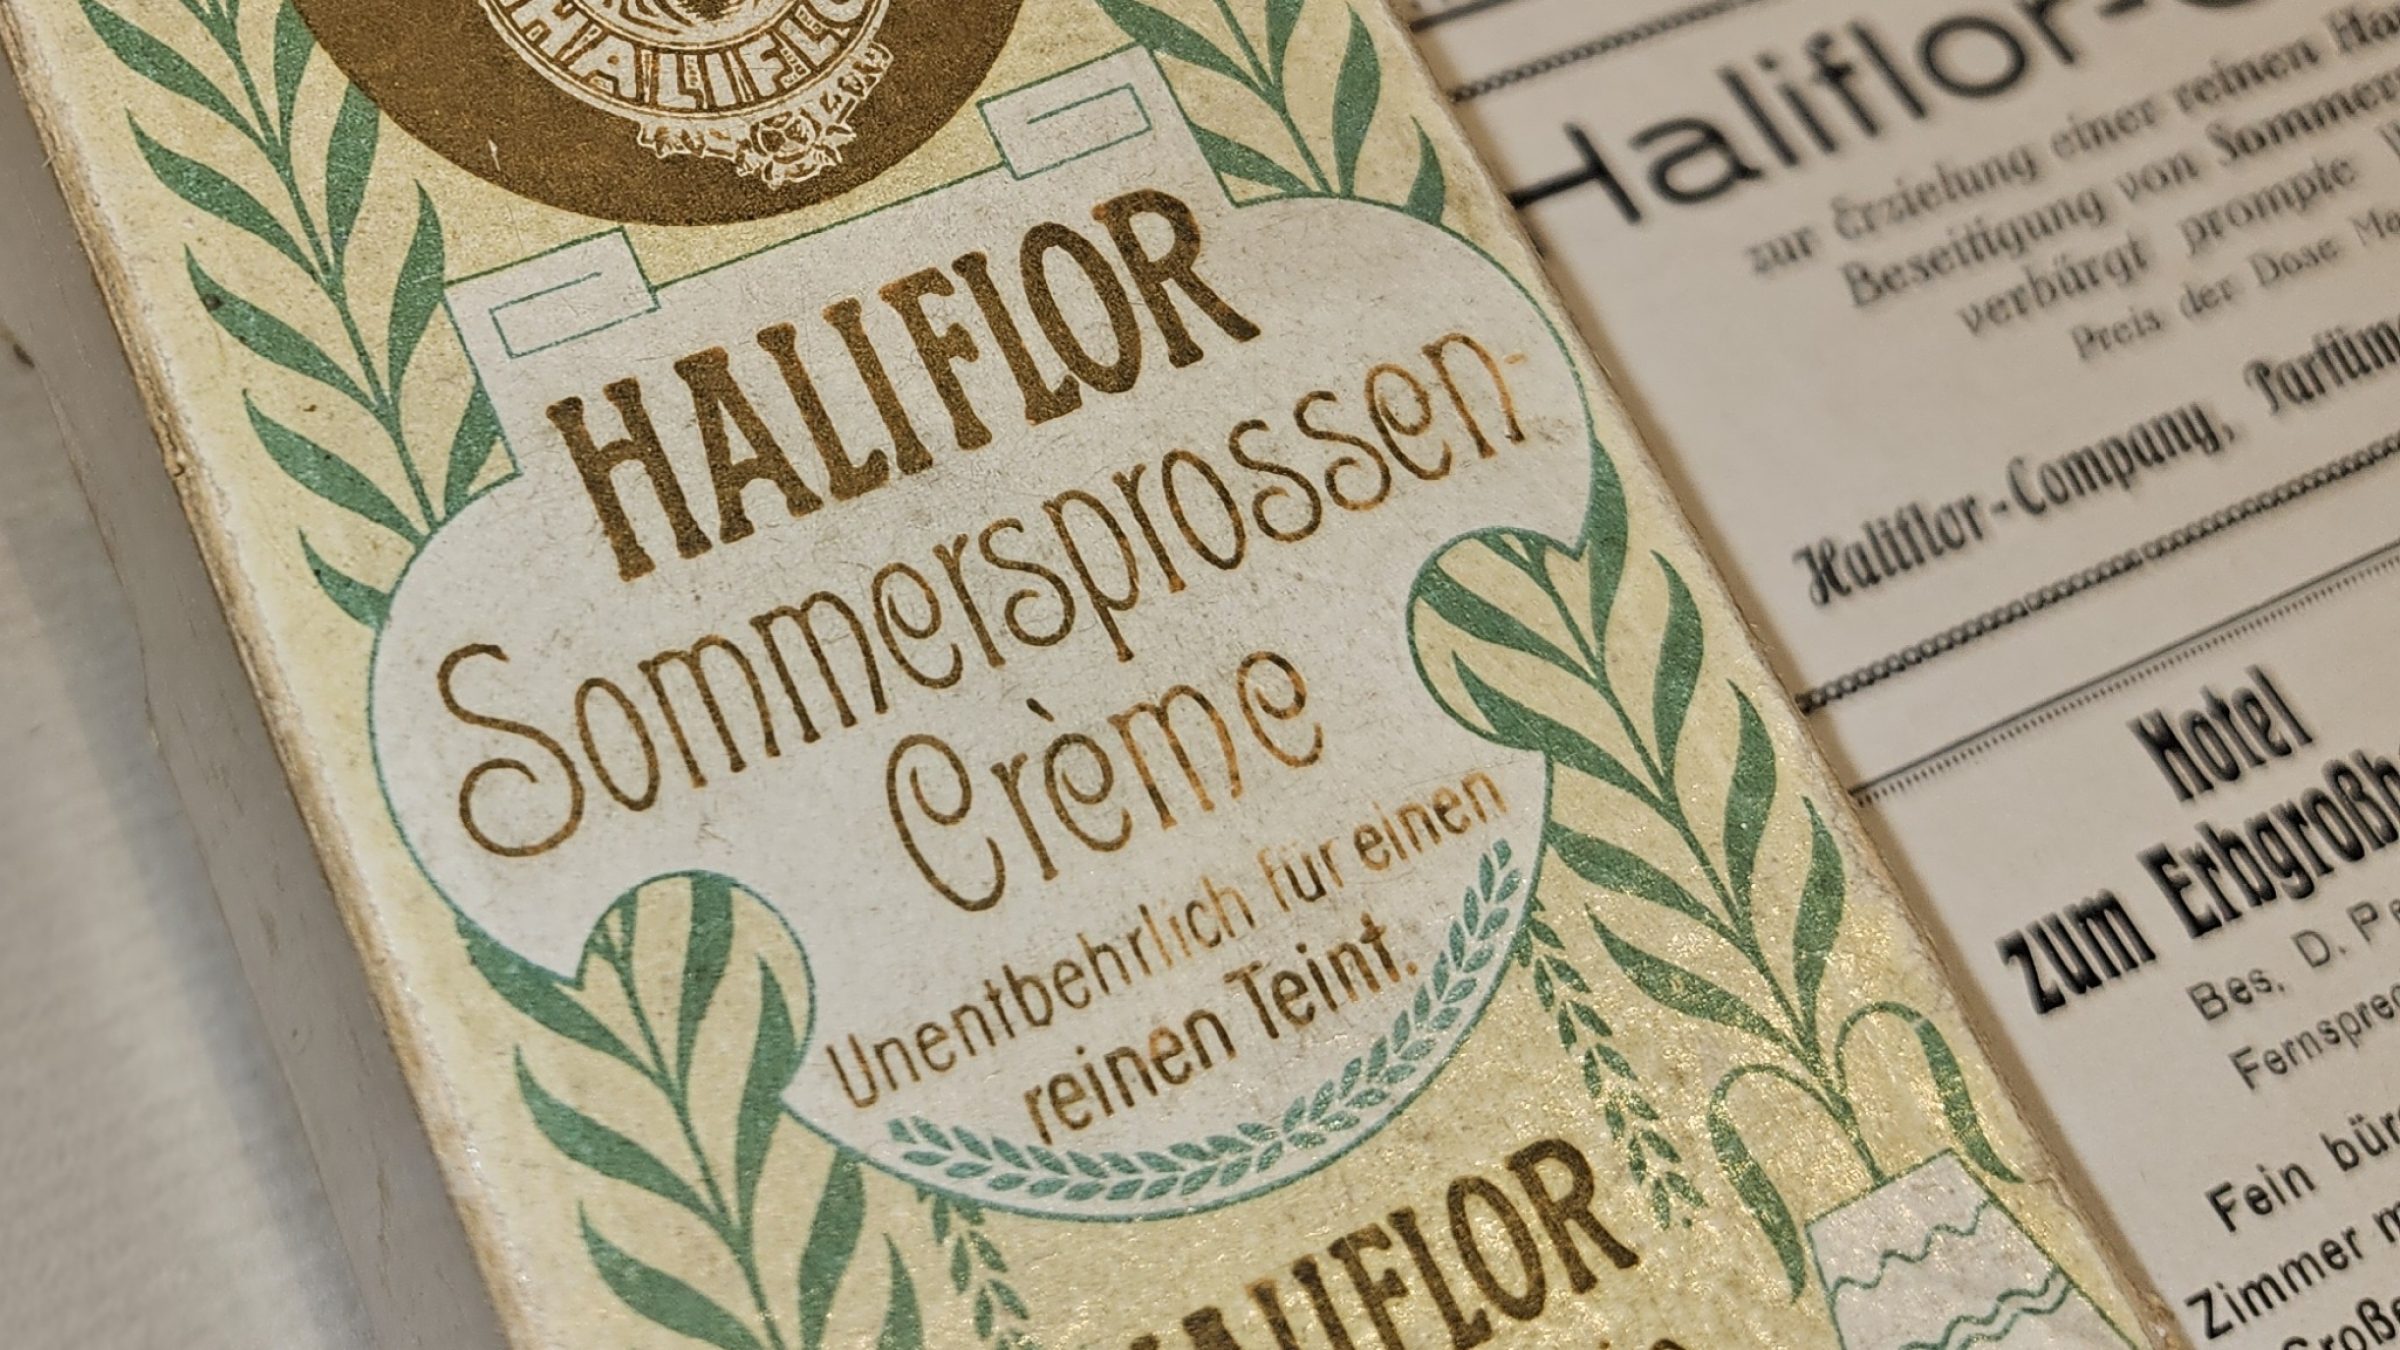 HALIFLOR
HALIFLOR
Sommersprossen-
Crème
Unentbehrlich für einen
reinen Teint.
HALIFLOR
Haliflor-
zur Erzielung einer reinen
Beseitigung von
verbürgt prompte
Preis der Dose
Haliflor-Company,
Hotel
zum
Bes. D.
Fein
Zimmer